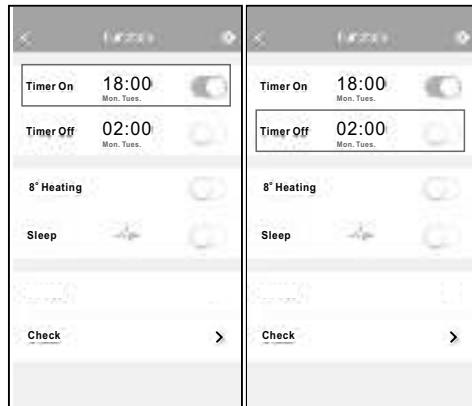 Timer On 18:00
Mon. Tues.
Timer Off 02:00
Mon. Tues.
8° Heating
Sleep
Check
Timer On 18:00
Mon. Tues.
Timer Off 02:00
Mon. Tues.
8° Heating
Sleep
Check